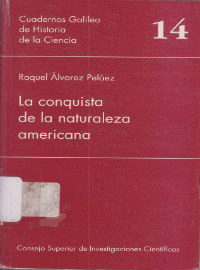 Cuadernos Galileo
de Historia
de la Ciencia
14
Raquel Álvarez Peláez
La conquista
de la naturaleza
americana
Consejo Superior de Investigaciones Científicas